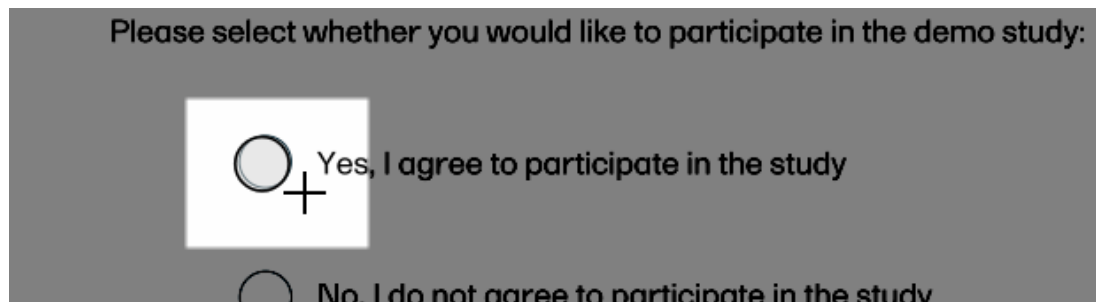 Please select whether you would like to participate in the demo study:
Yes, I agree to participate in the study
No, I do not agree to participate in the study